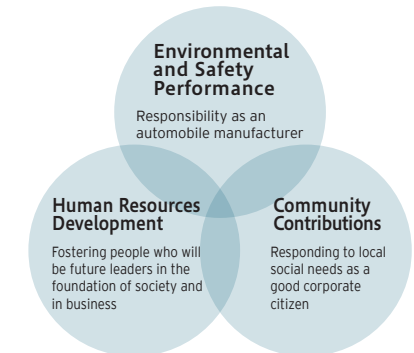 Environmental
and Safety
Performance
Responsibility as an
automobile manufacturer
Human Resources
Development
Fostering people who will
be future leaders in the
foundation of society and
in business
Community
Contributions
Responding to local
social needs as a
good corporate
citizen